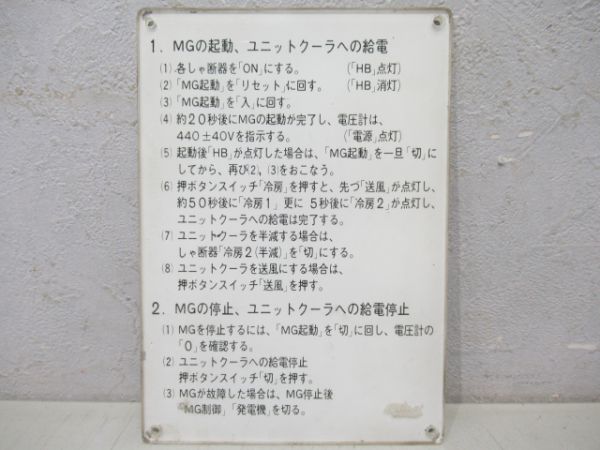 1. MGの起動、ユニットクーラへの給電
(1) 各しゃ断器を「ON」にする。 (「HB」点灯)
(2) 「MG起動」を「リセット」に回す。 (「HB」消灯)
(3) 「MG起動」を「入」に回す。
(4) 約20秒後にMGの起動が完了し、電圧計は、
440±40Vを指示する。 (「電源」点灯)
(5) 起動後「HB」が点灯した場合は、「MG起動」を一旦「切」に
してから、再び(2)、(3)をおこなう。
(6) 押ボタンスイッチ「冷房」を押すと、先づ「送風」が点灯し、
約50秒後に「冷房1」更に 5秒後に「冷房2」が点灯し、
ユニットクーラへの給電は完了する。
(7) ユニットクーラを半減する場合は、
しゃ断器「冷房2(半減)」を「切」にする。
(8) ユニットクーラを送風にする場合は、
押ボタンスイッチ「送風」を押す。
2. MGの停止、ユニットクーラへの給電停止
(1) MGを停止するには、「MG起動」を「切」に回し、電圧計の
「0」を確認する。
(2) ユニットクーラへの給電停止
押ボタンスイッチ「切」を押す。
(3) MGが故障した場合は、MG停止後
「MG制御」「発電機」を切る。